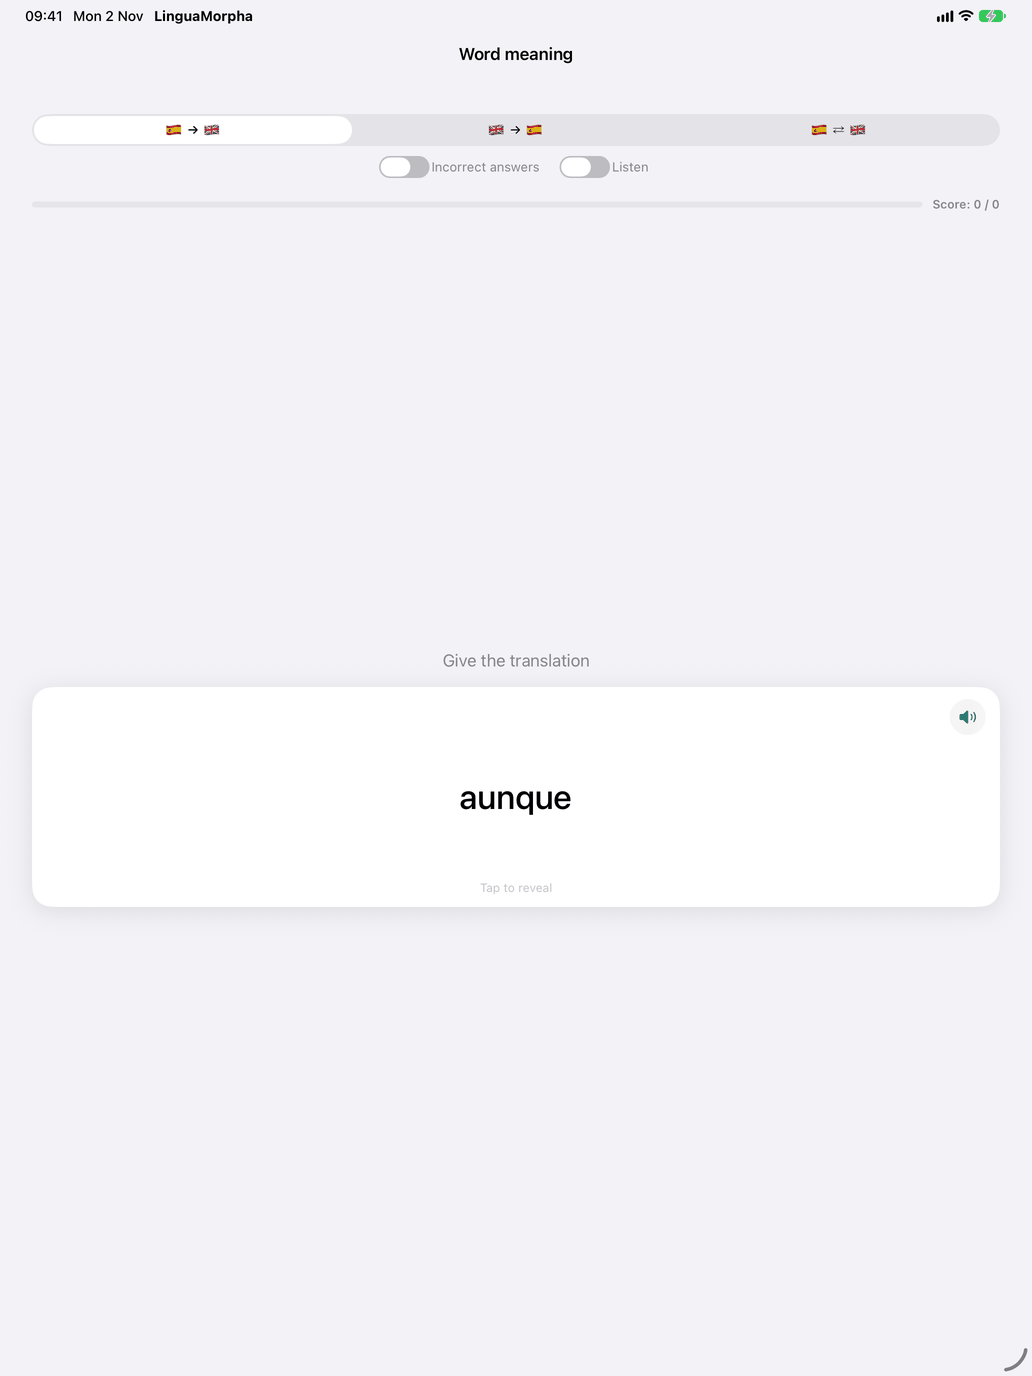 09:41 Mon 2 Nov LinguaMorpha
Word meaning
🇪🇸 → 🇬🇧 🇬🇧 → 🇪🇸 🇪🇸 ⇄ 🇬🇧
Incorrect answers Listen
Score: 0 / 0
Give the translation
aunque
Tap to reveal